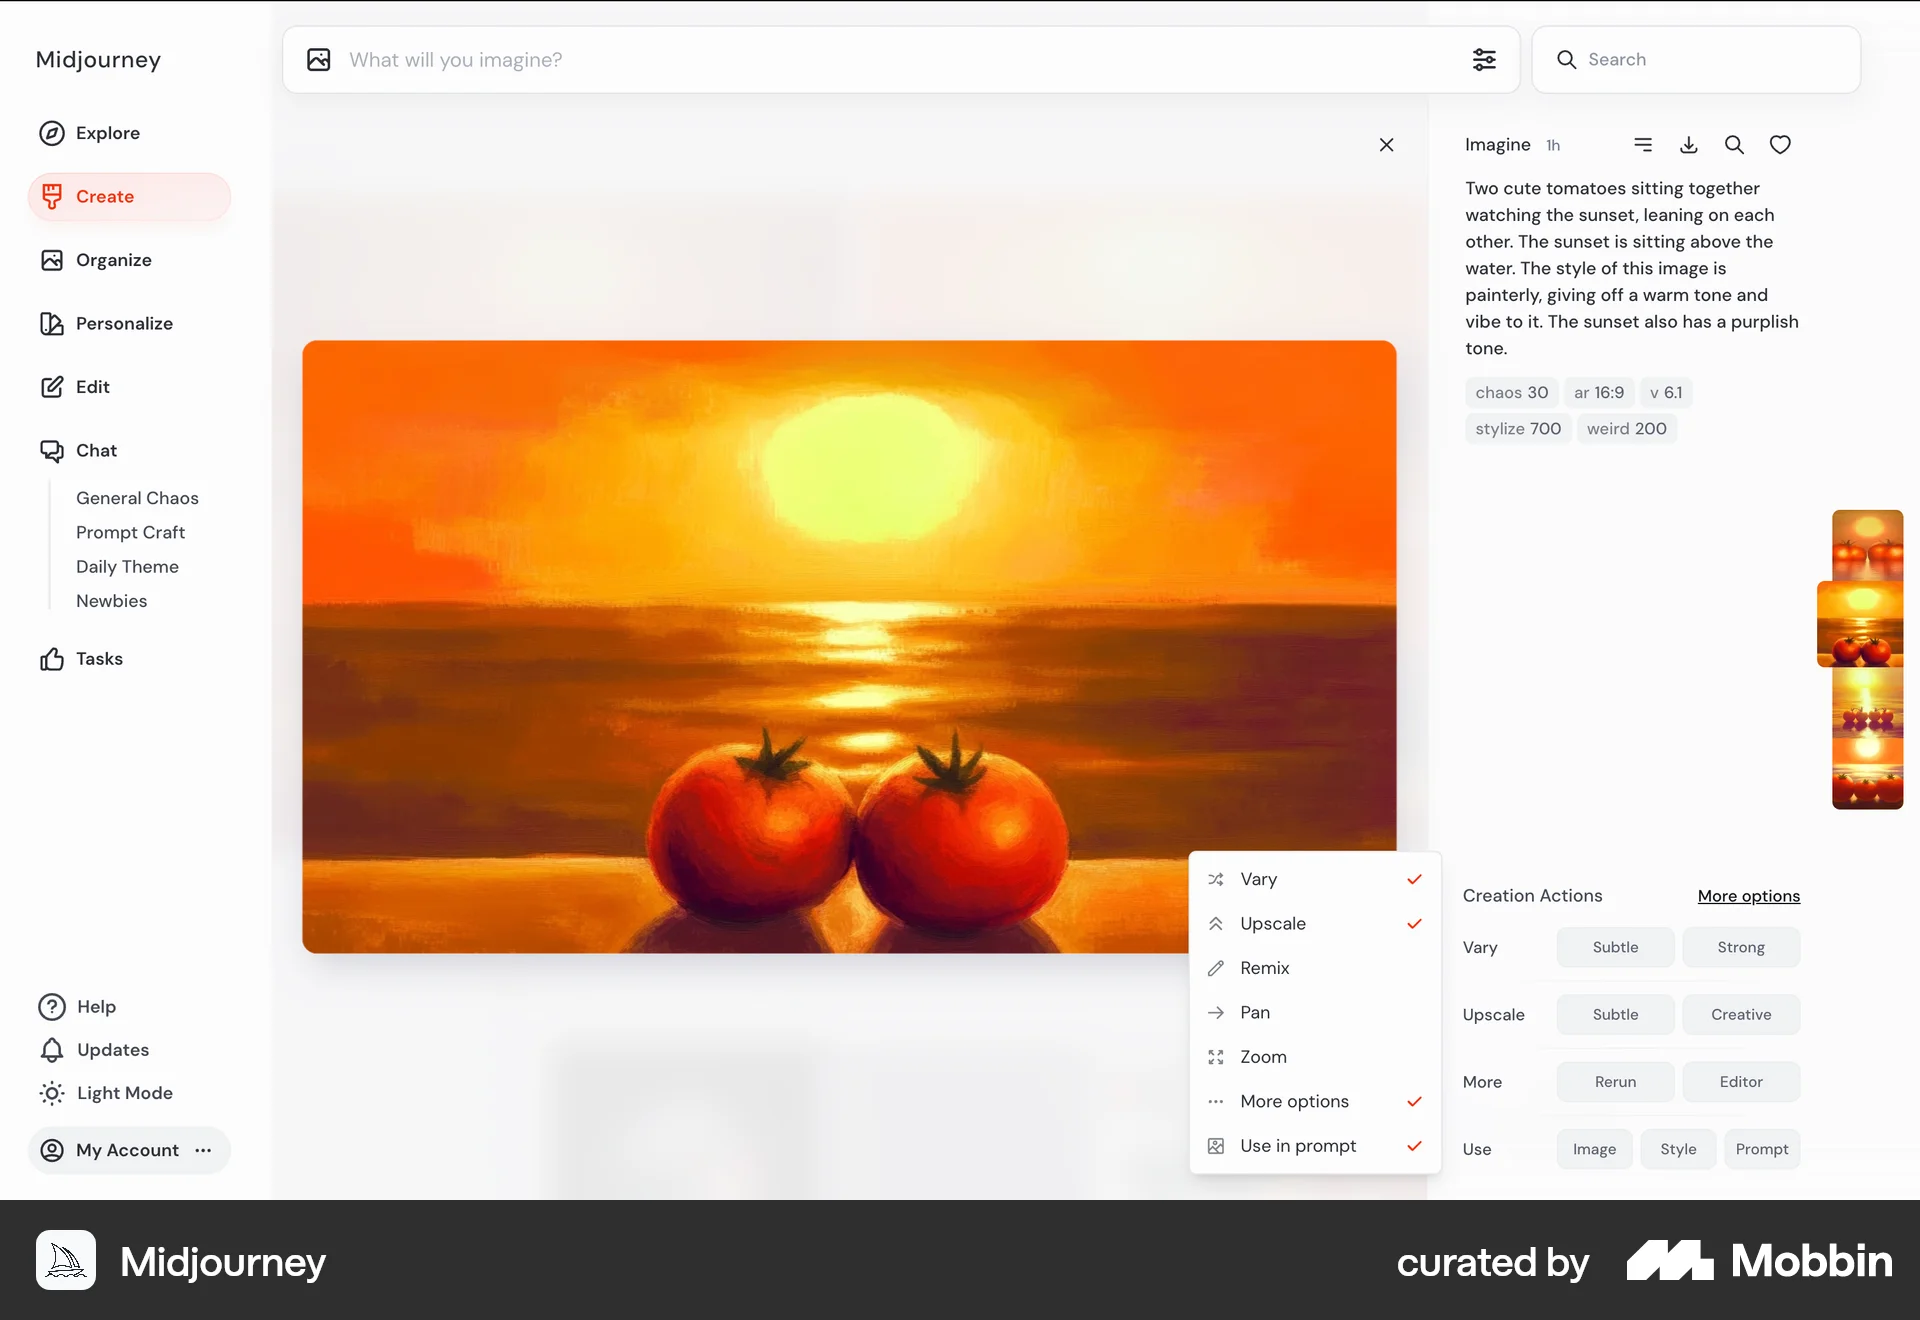 Midjourney
What will you imagine?
Search
Explore
Create
Organize
Personalize
Edit
Chat
General Chaos
Prompt Craft
Daily Theme
Newbies
Tasks
Help
Updates
Light Mode
My Account
Imagine 1h
Two cute tomatoes sitting together
watching the sunset, leaning on each
other. The sunset is sitting above the
water. The style of this image is
painterly, giving off a warm tone and
vibe to it. The sunset also has a purplish
tone.
chaos 30 ar 16:9 v 6.1
stylize 700 weird 200
Vary
Upscale
Remix
Pan
Zoom
More options
Use in prompt
Creation Actions More options
Vary Subtle Strong
Upscale Subtle Creative
More Rerun Editor
Use Image Style Prompt
Midjourney
curated by Mobbin